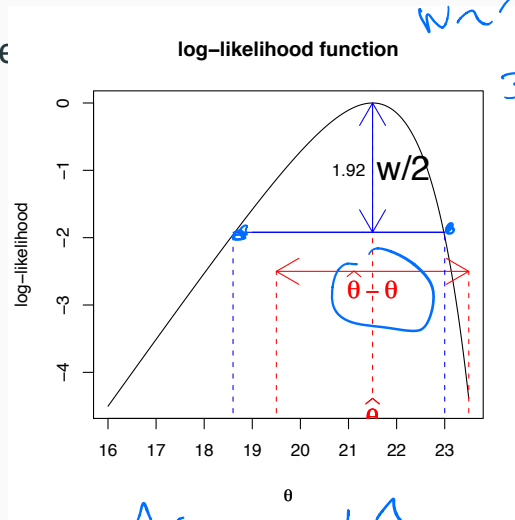 log–likelihood function
log–likelihood
0
−1
−2
−3
−4
1.92 w/2
θ̂ – θ
θ̂
16 17 18 19 20 21 22 23
θ